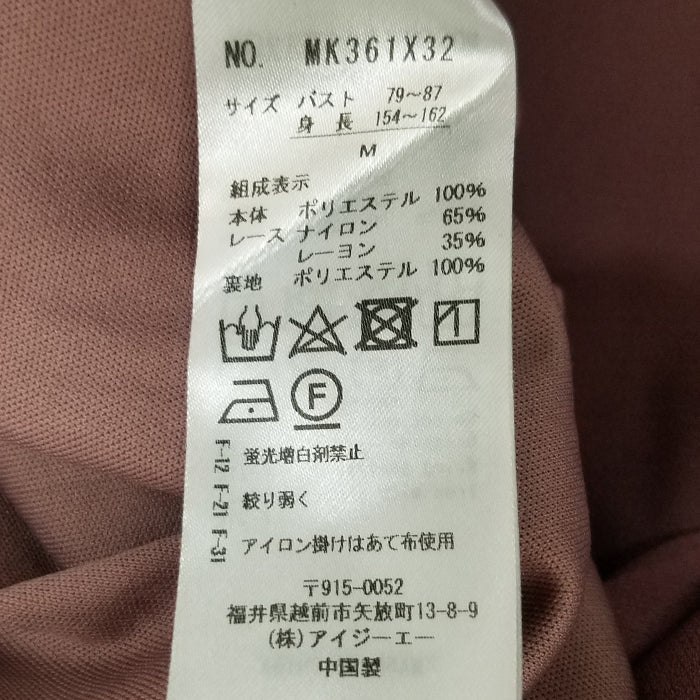 NO. MK361X32
サイズ バスト 79～87
身長 154～162
M
組成表示
本体 ポリエステル 100%
レース ナイロン 65%
レーヨン 35%
裏地 ポリエステル 100%
F
F-12 蛍光増白剤禁止
F-21 絞り弱く
F-31 アイロン掛けはあて布使用
〒915-0052
福井県越前市矢放町13-8-9
(株)アイジーエー
中国製